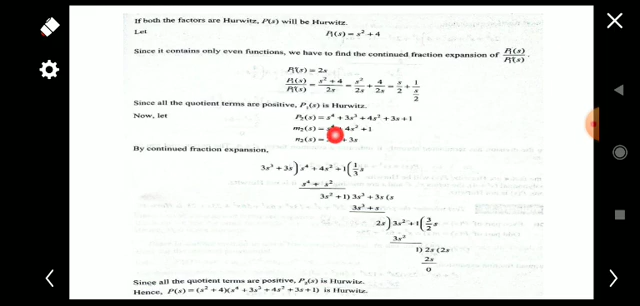 If both the factors are Hurwitz, P(s) will be Hurwitz.
Let P₁(s) = s² + 4
Since it contains only even functions, we have to find the continued fraction expansion of P₁(s)/P₁′(s).
P₁′(s) = 2s
P₁(s)/P₁′(s) = (s² + 4)/2s = s²/2s + 4/2s = s/2 + 1/(s/2)
Since all the quotient terms are positive, P₁(s) is Hurwitz.
Now, let P₂(s) = s⁴ + 3s³ + 4s² + 3s + 1
m₂(s) = 4s² + 1
n₂(s) = + 3s
By continued fraction expansion,
3s³ + 3s) s⁴ + 4s² + 1 (1/3 s
s⁴ + s²
3s² + 1) 3s³ + 3s (s
3s³ + s
2s) 3s² + 1 (3/2 s
3s²
1) 2s (2s
2s
0
Since all the quotient terms are positive, P₂(s) is Hurwitz.
Hence, P(s) = (s² + 4)(s⁴ + 3s³ + 4s² + 3s + 1) is Hurwitz.